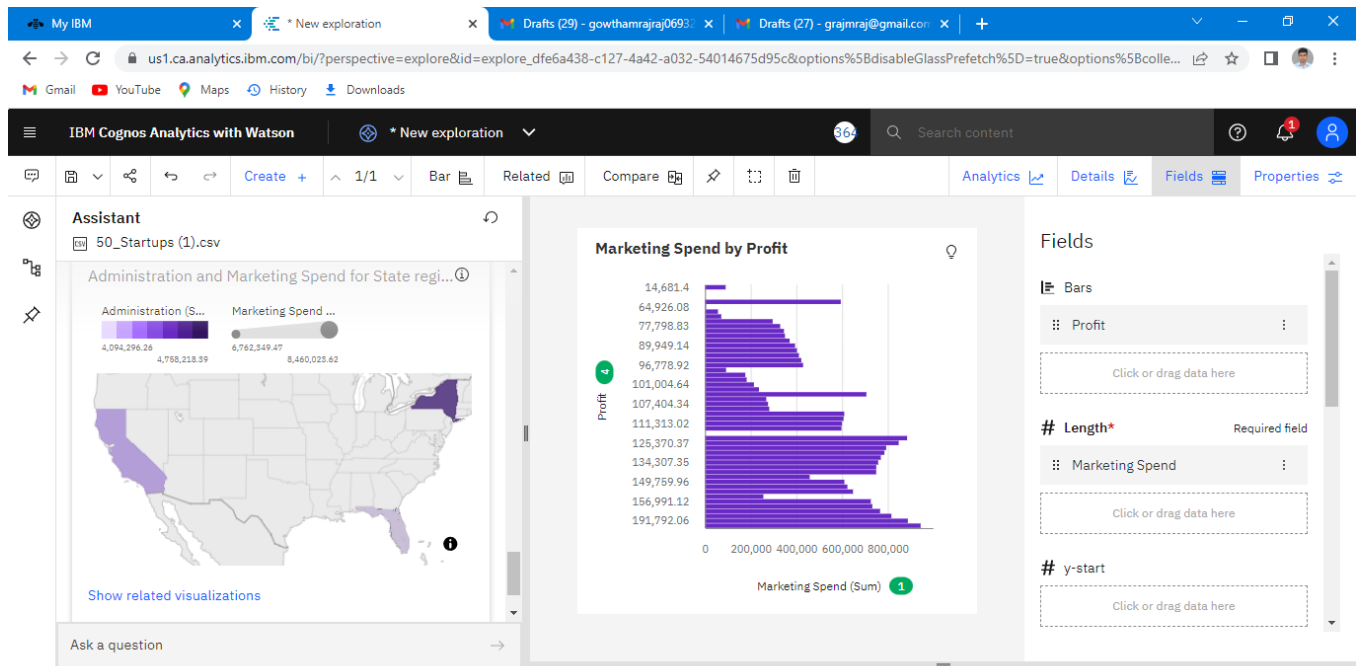 My IBM
* New exploration
Drafts (29) - gowthamrajraj06932
Drafts (27) - grajmraj@gmail.com
us1.ca.analytics.ibm.com/bi/?perspective=explore&id=explore_dfe6a438-c127-4a42-a032-54014675d95c&options%5BdisableGlassPrefetch%5D=true&options%5Bcolle...
Gmail
YouTube
Maps
History
Downloads
IBM Cognos Analytics with Watson
* New exploration
364
Search content
1
Create +
1/1
Bar
Related
Compare
Analytics
Details
Fields
Properties
Assistant
CSV 50_Startups (1).csv
Administration and Marketing Spend for State regi...
Administration (S...
Marketing Spend ...
4,094,296.26
4,758,218.39
6,762,349.47
8,460,023.62
Show related visualizations
Ask a question
Marketing Spend by Profit
14,681.4
64,926.08
77,798.83
89,949.14
96,778.92
101,004.64
107,404.34
111,313.02
125,370.37
134,307.35
149,759.96
156,991.12
191,792.06
Profit 4
0 200,000 400,000 600,000 800,000
Marketing Spend (Sum) 1
Fields
Bars
Profit
Click or drag data here
# Length* Required field
Marketing Spend
Click or drag data here
# y-start
Click or drag data here